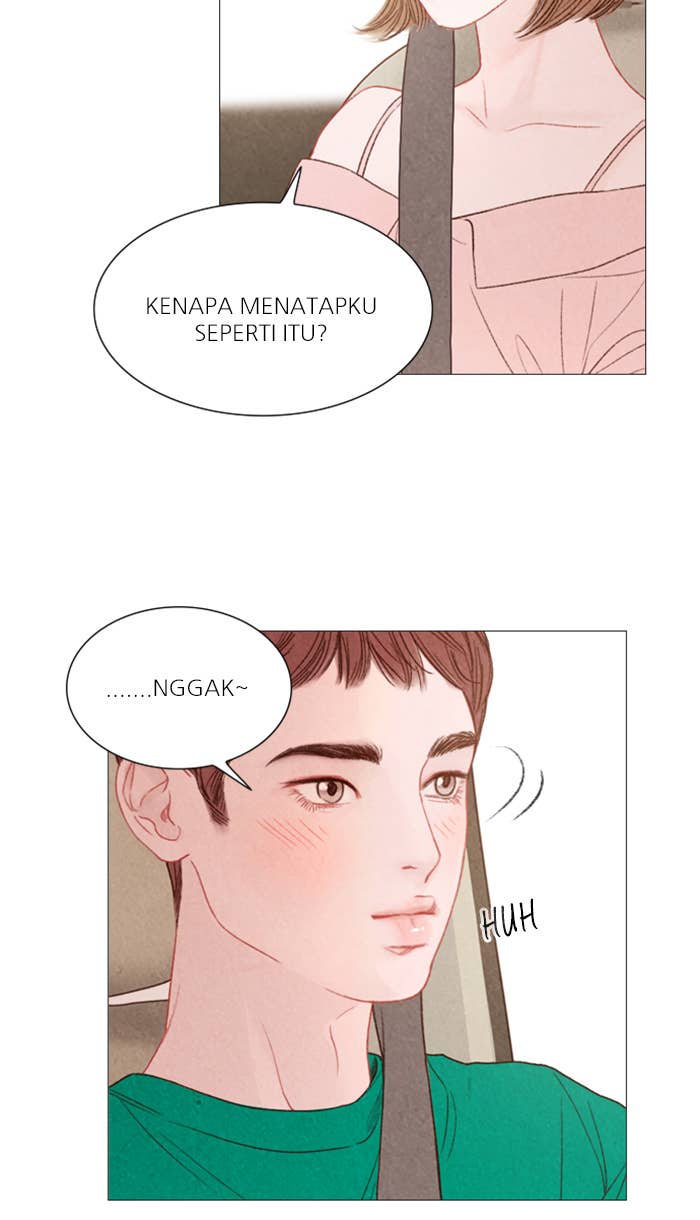 KENAPA MENATAPKU
SEPERTI ITU?
.......NGGAK~
HUH